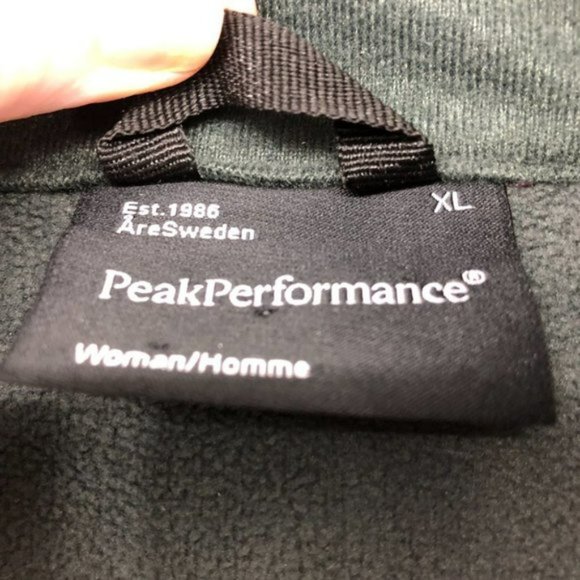 Est.1986
ÅreSweden
XL
PeakPerformance®
Woman/Homme